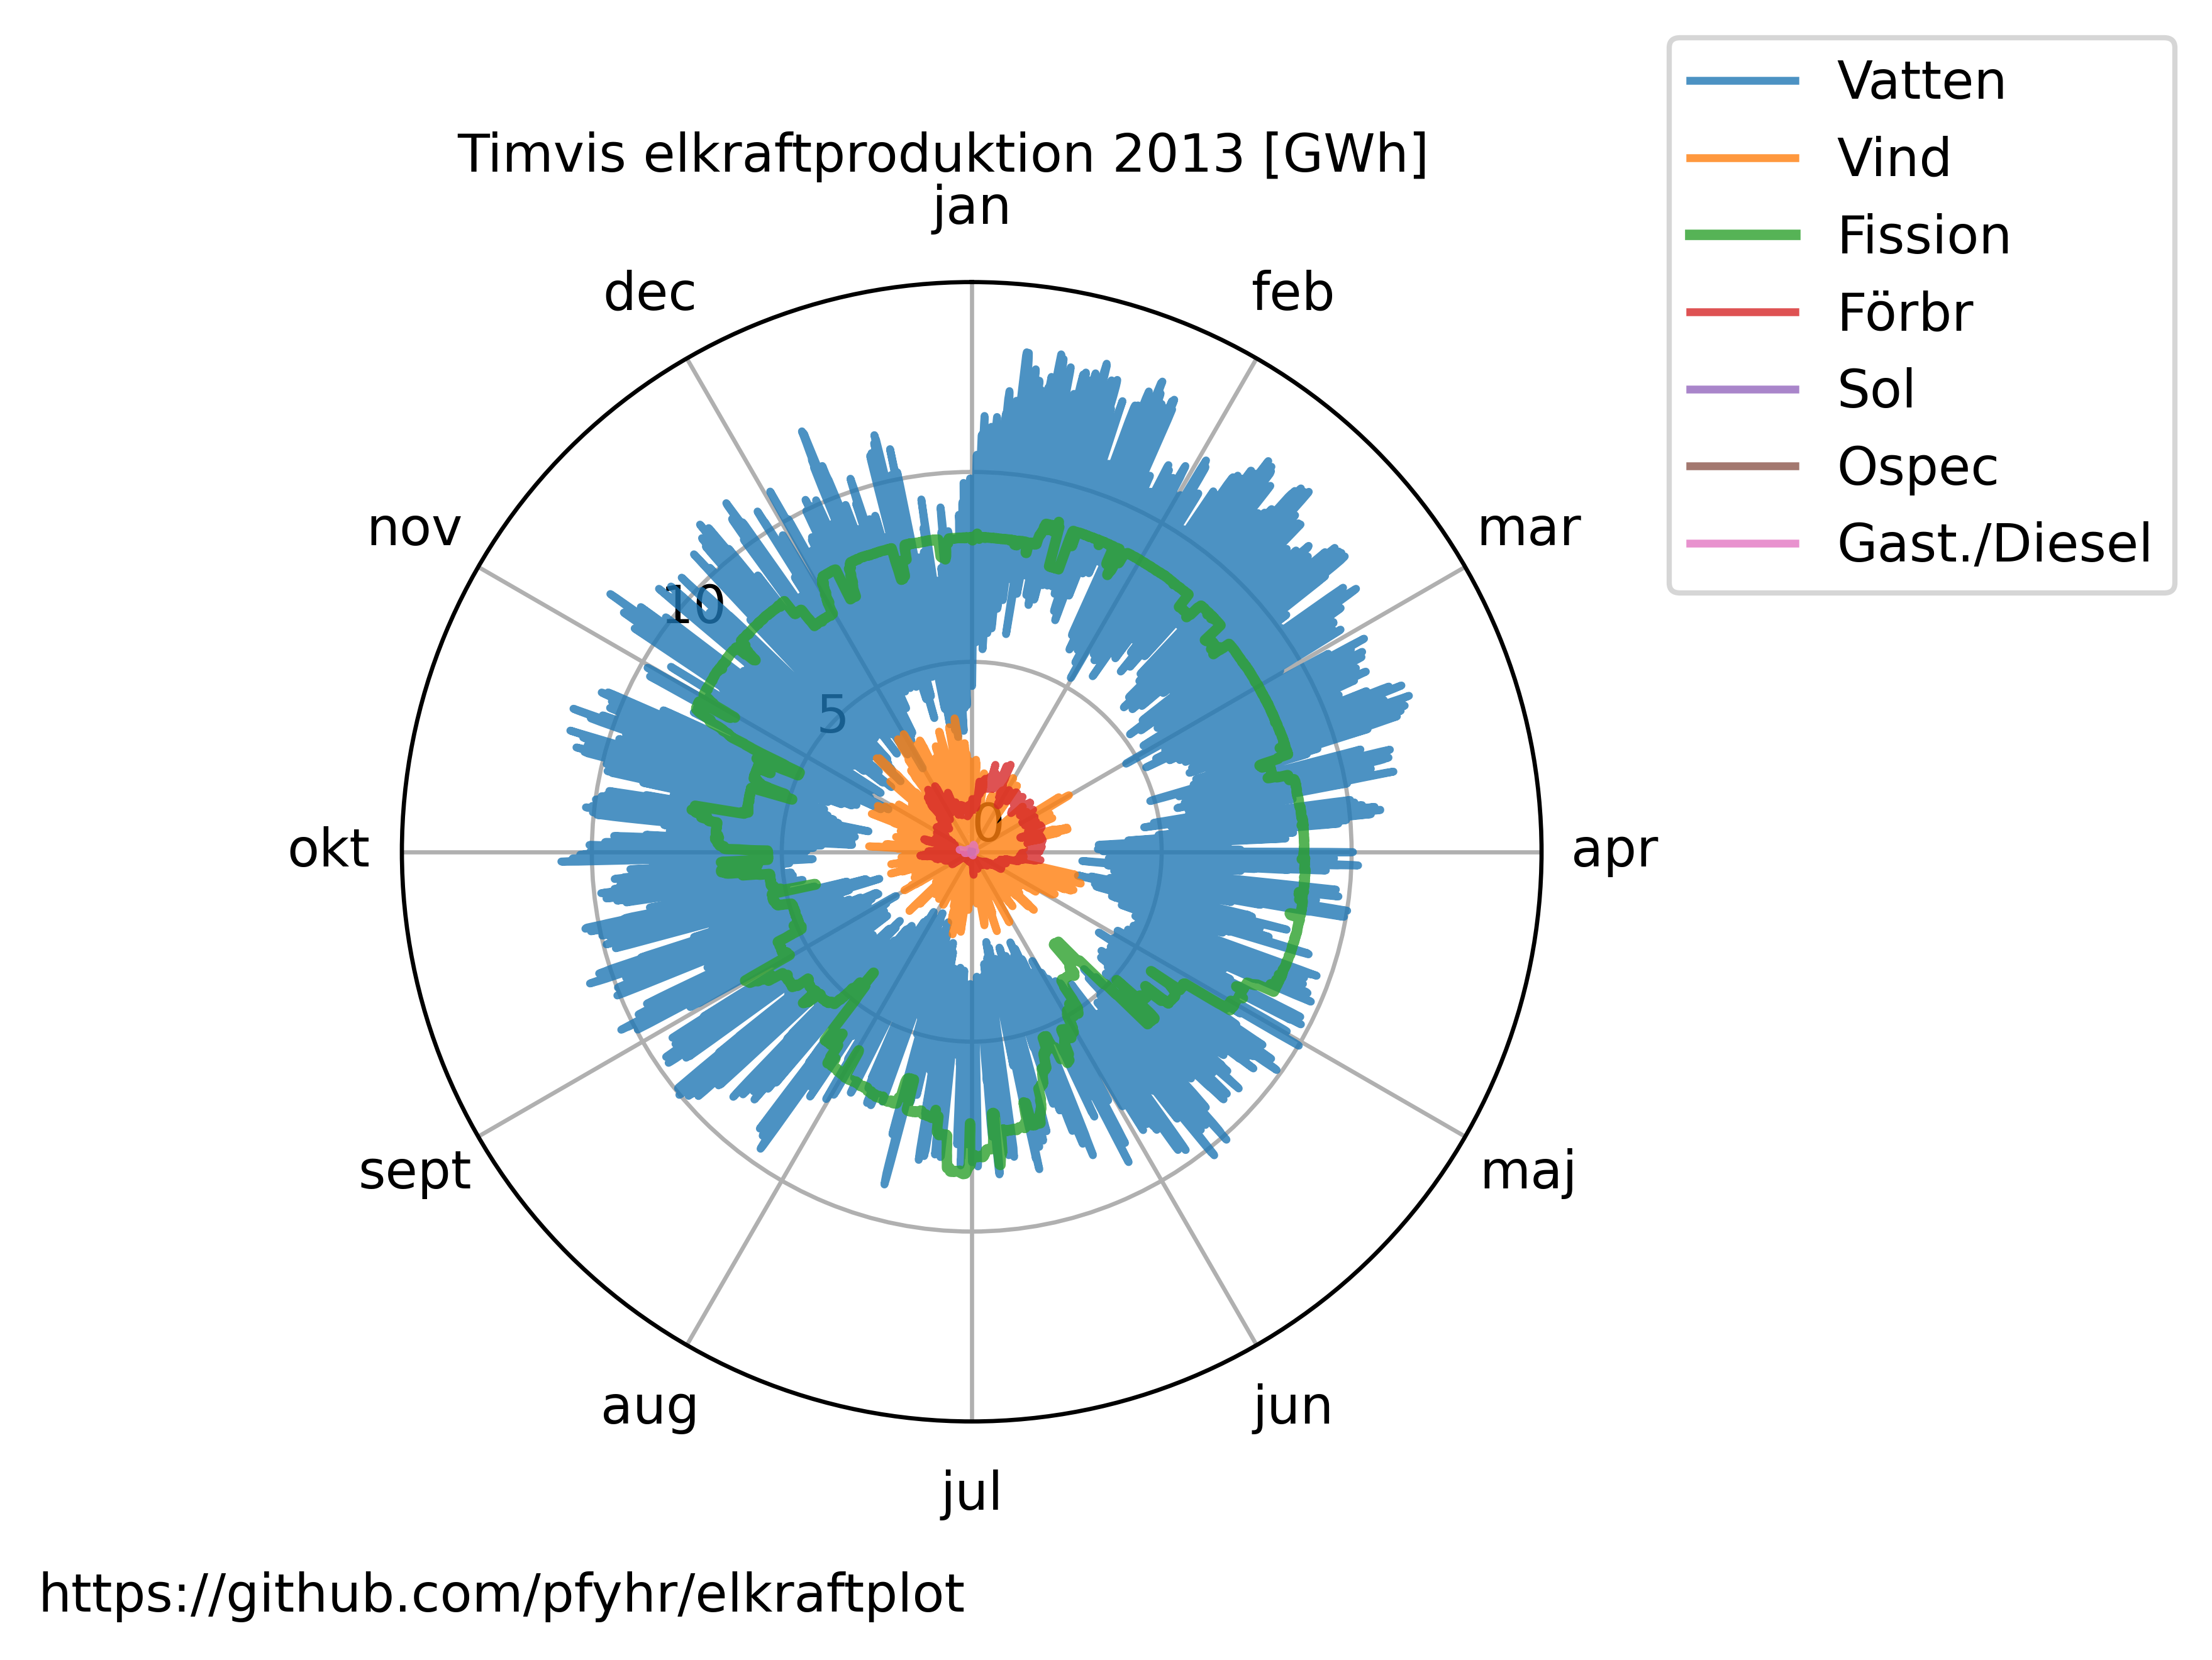 Timvis elkraftproduktion 2013 [GWh]
jan
feb
mar
apr
maj
jun
jul
aug
sept
okt
nov
dec
0
5
10
Vatten
Vind
Fission
Förbr
Sol
Ospec
Gast./Diesel
https://github.com/pfyhr/elkraftplot